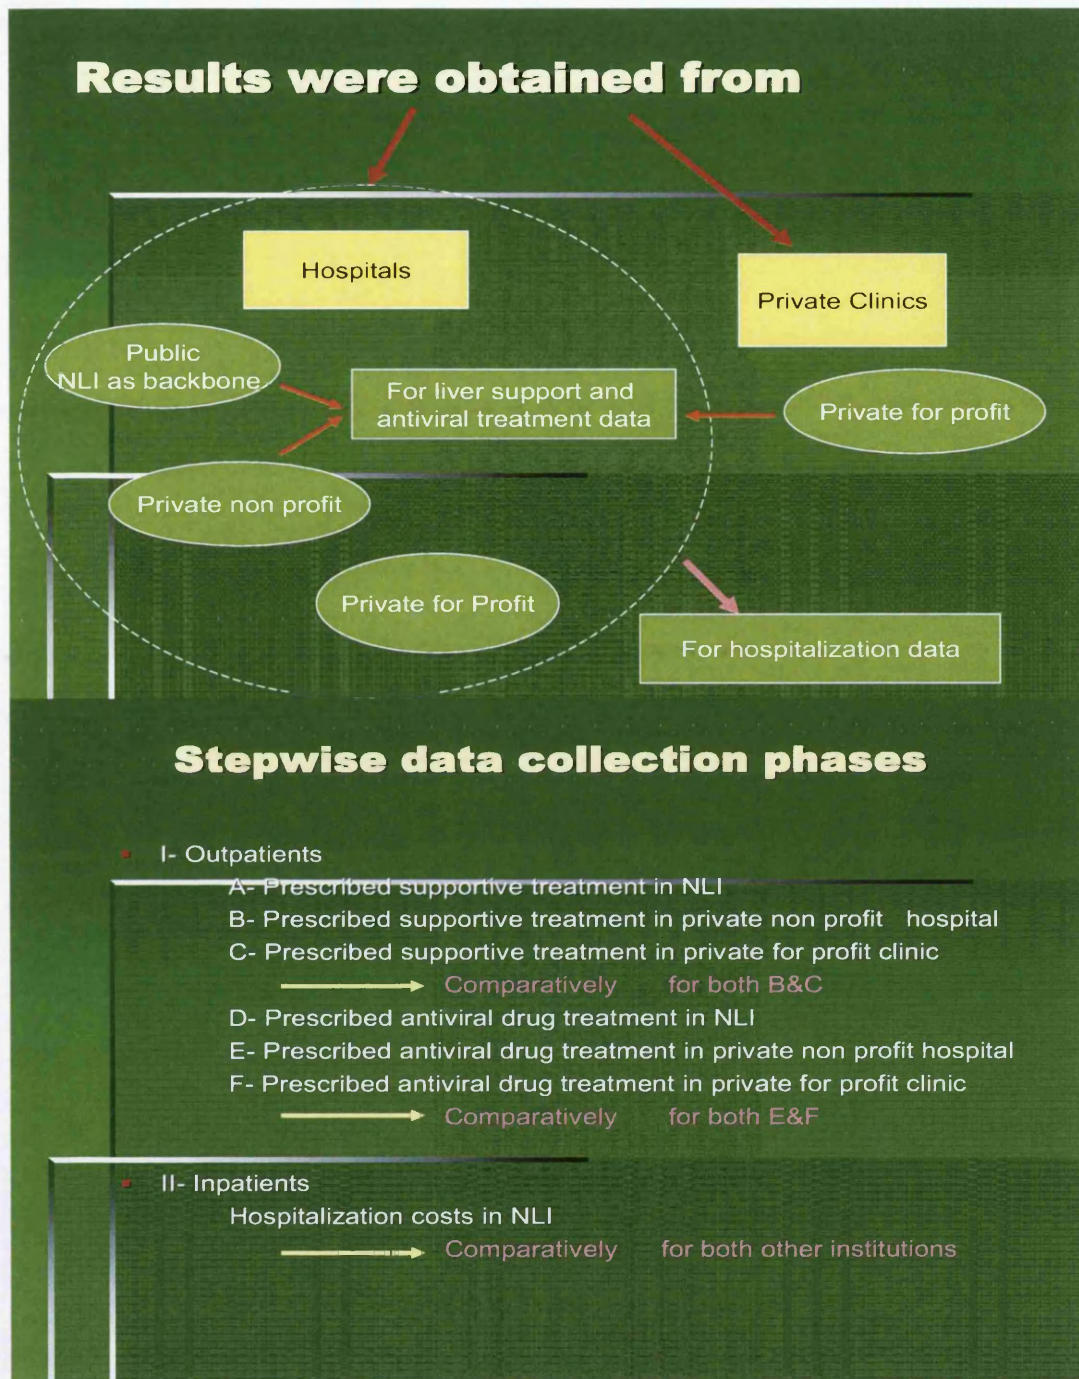 Results were obtained from
Hospitals
Private Clinics
Public
NLI as backbone
For liver support and
antiviral treatment data
Private for profit
Private non profit
Private for Profit
For hospitalization data
Stepwise data collection phases
I- Outpatients
A- Prescribed supportive treatment in NLI
B- Prescribed supportive treatment in private non profit hospital
C- Prescribed supportive treatment in private for profit clinic
Comparatively for both B&C
D- Prescribed antiviral drug treatment in NLI
E- Prescribed antiviral drug treatment in private non profit hospital
F- Prescribed antiviral drug treatment in private for profit clinic
Comparatively for both E&F
II- Inpatients
Hospitalization costs in NLI
Comparatively for both other institutions